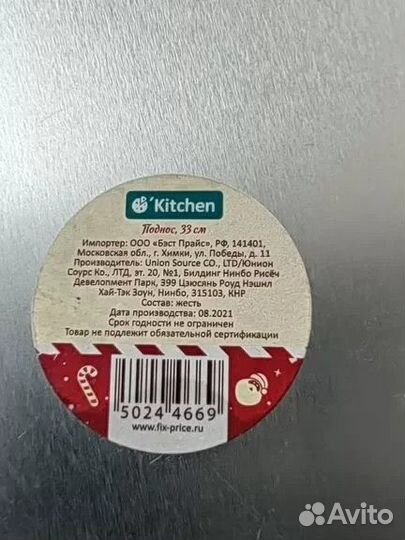 'Kitchen
Поднос, 33 см
Импортер: ООО «Бэст Прайс», РФ, 141401,
Московская обл., г. Химки, ул. Победы, д. 11
Производитель: Union Source CO., LTD/Юнион
Соурс Ко., ЛТД, эт. 20, №1, Билдинг Нинбо Рисёч
Девелопмент Парк, 399 Цзюсянь Роуд Нэшнл
Хай-Тэк Зоун, Нинбо, 315103, КНР
Состав: жесть
Дата производства: 08.2021
Срок годности не ограничен
Товар не подлежит обязательной сертификации
5024 4669
www.fix-price.ru
Avito